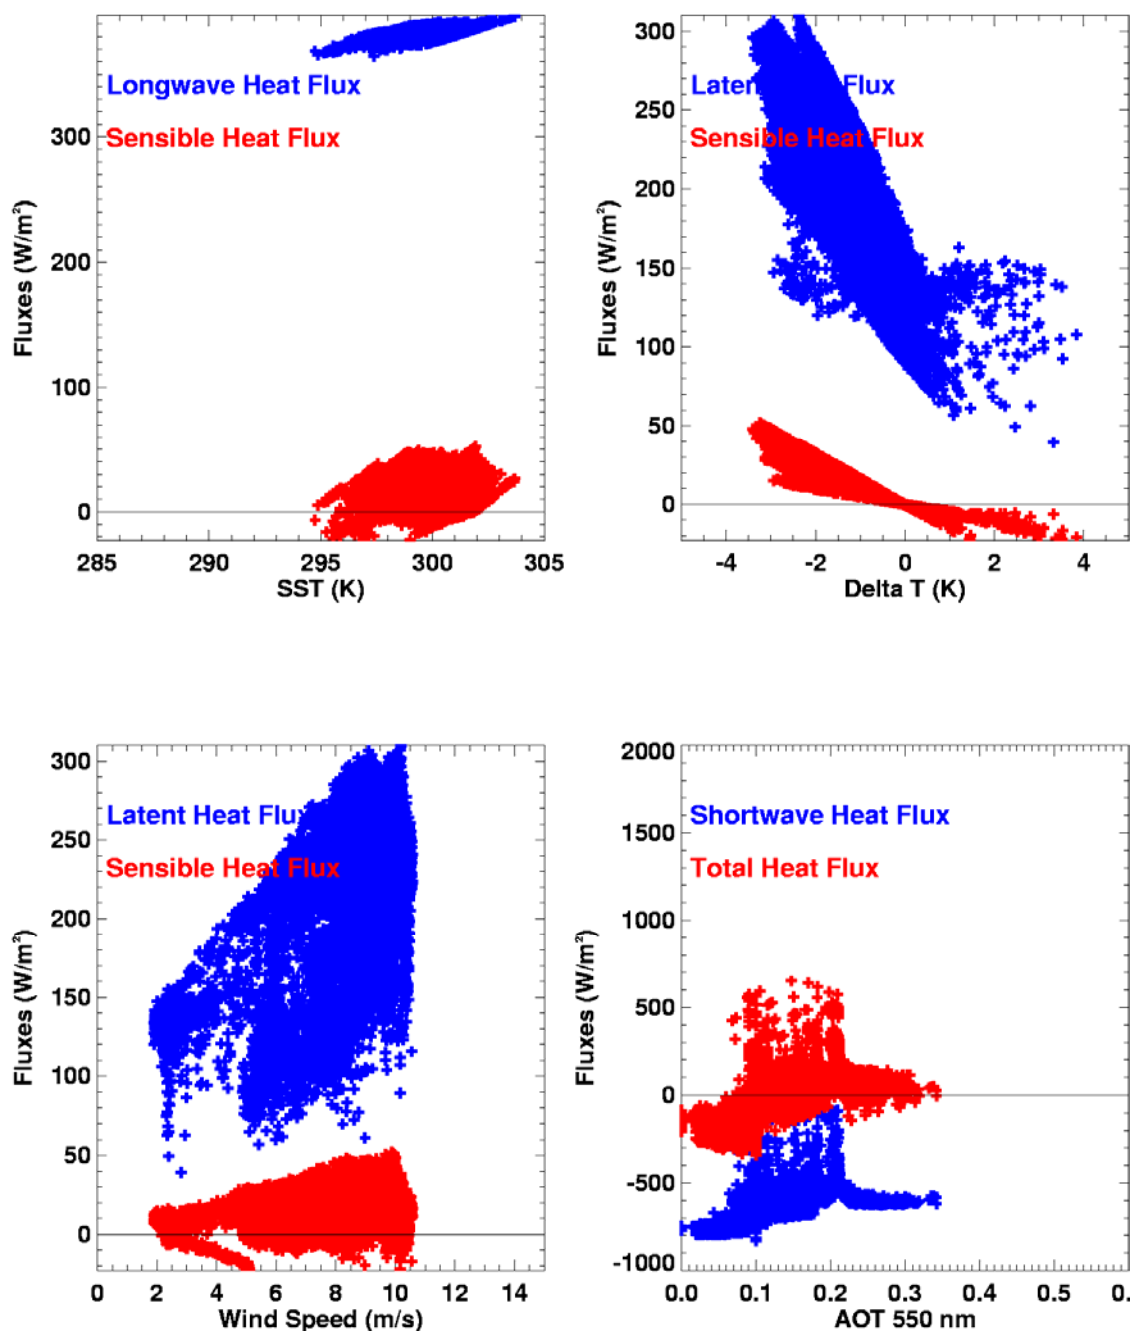 Longwave Heat Flux
Sensible Heat Flux
300
200
100
0
Fluxes (W/m²)
285 290 295 300 305
SST (K)
300
250
200
150
100
50
0
Fluxes (W/m²)
Sensible Heat Flux
-4 -2 0 2 4
Delta T (K)
300
250
200
150
100
50
0
Fluxes (W/m²)
Latent Heat Flux
Sensible Heat Flux
0 2 4 6 8 10 12 14
Wind Speed (m/s)
2000
1500
1000
500
0
-500
-1000
Fluxes (W/m²)
Shortwave Heat Flux
Total Heat Flux
0.0 0.1 0.2 0.3 0.4 0.5 0.
AOT 550 nm